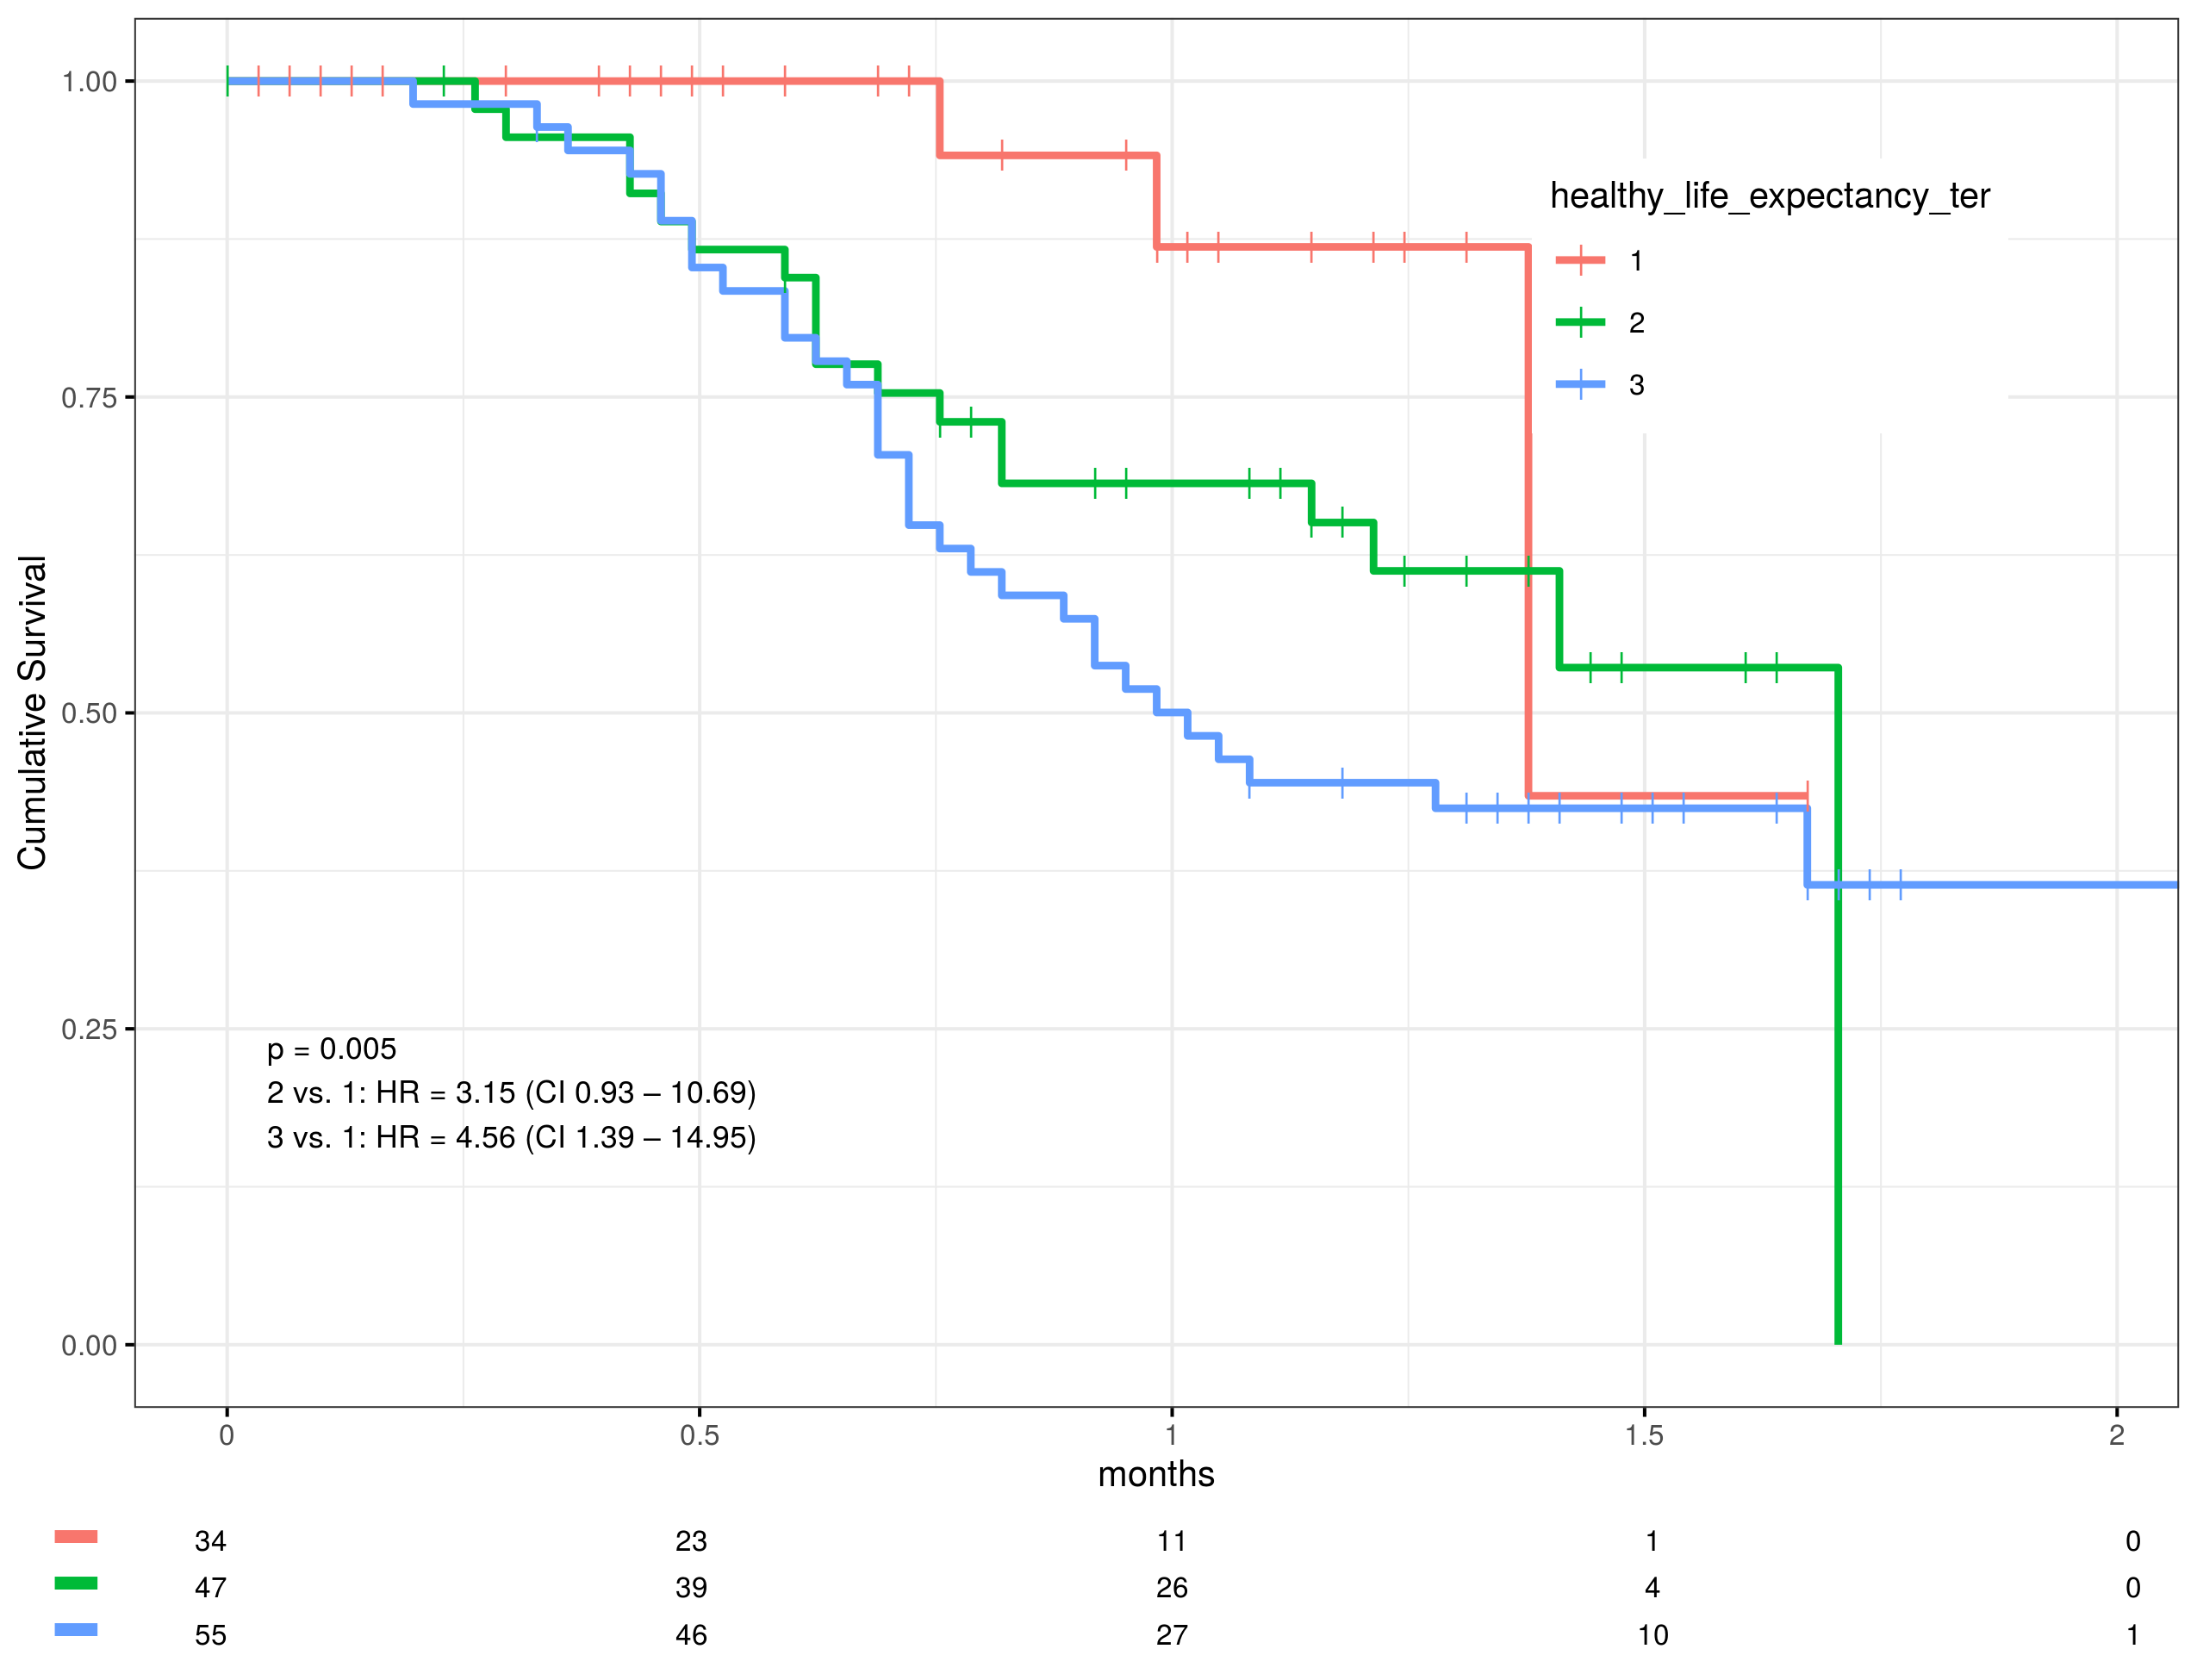 1.00
0.75
0.50
0.25
0.00
Cumulative Survival
healthy_life_expectancy_ter
1
2
3
p = 0.005
2 vs. 1: HR = 3.15 (CI 0.93 – 10.69)
3 vs. 1: HR = 4.56 (CI 1.39 – 14.95)
0 0.5 1 1.5 2
months
34 23 11 1 0
47 39 26 4 0
55 46 27 10 1